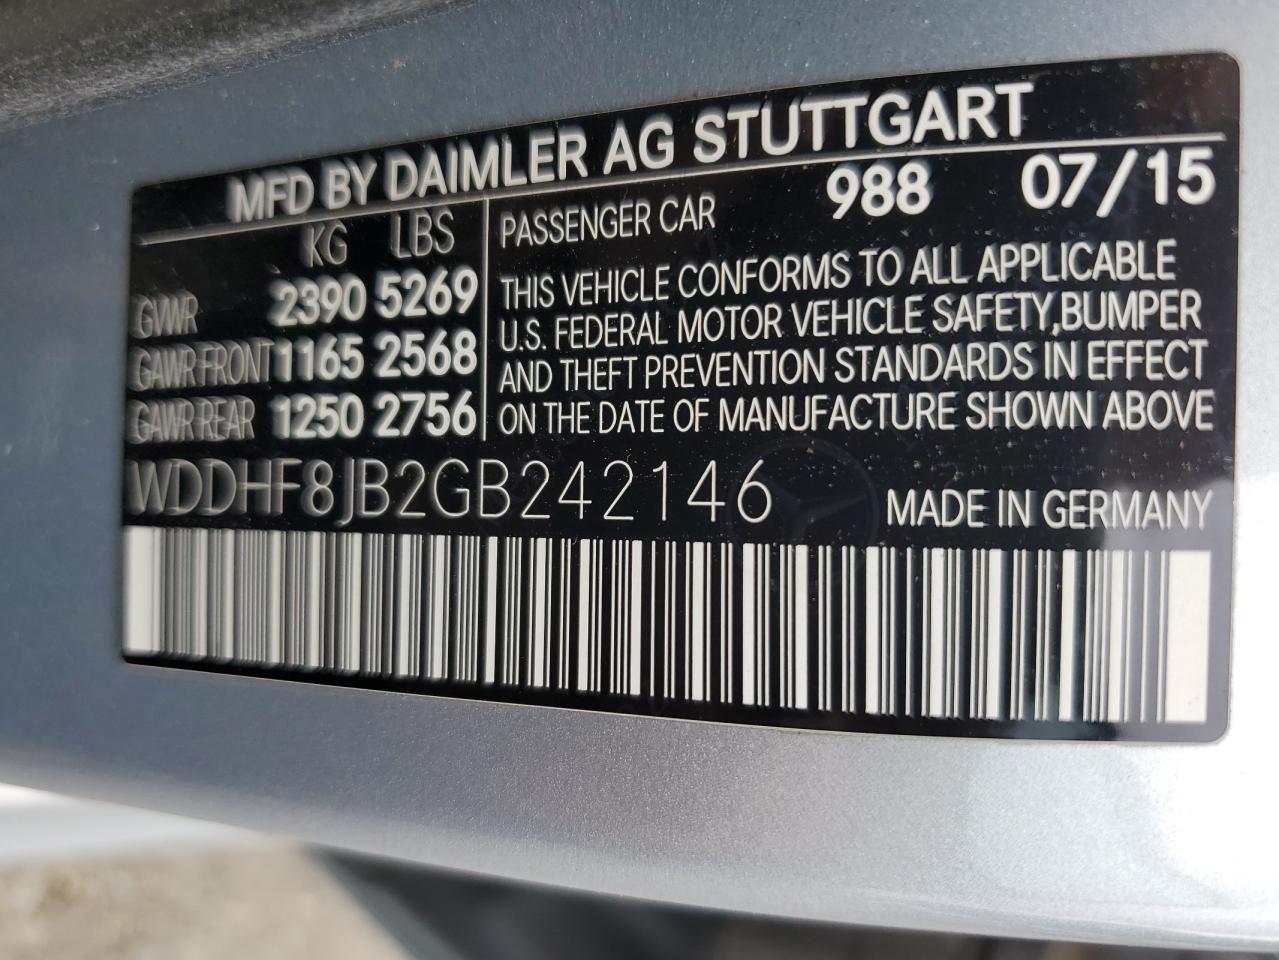 MFD BY DAIMLER AG STUTTGART
KG LBS
GVWR 2390 5269
GAWR FRONT 1165 2568
GAWR REAR 1250 2756
988 07/15
PASSENGER CAR
THIS VEHICLE CONFORMS TO ALL APPLICABLE
U.S. FEDERAL MOTOR VEHICLE SAFETY,BUMPER
AND THEFT PREVENTION STANDARDS IN EFFECT
ON THE DATE OF MANUFACTURE SHOWN ABOVE
WDDHF8JB2GB242146
MADE IN GERMANY